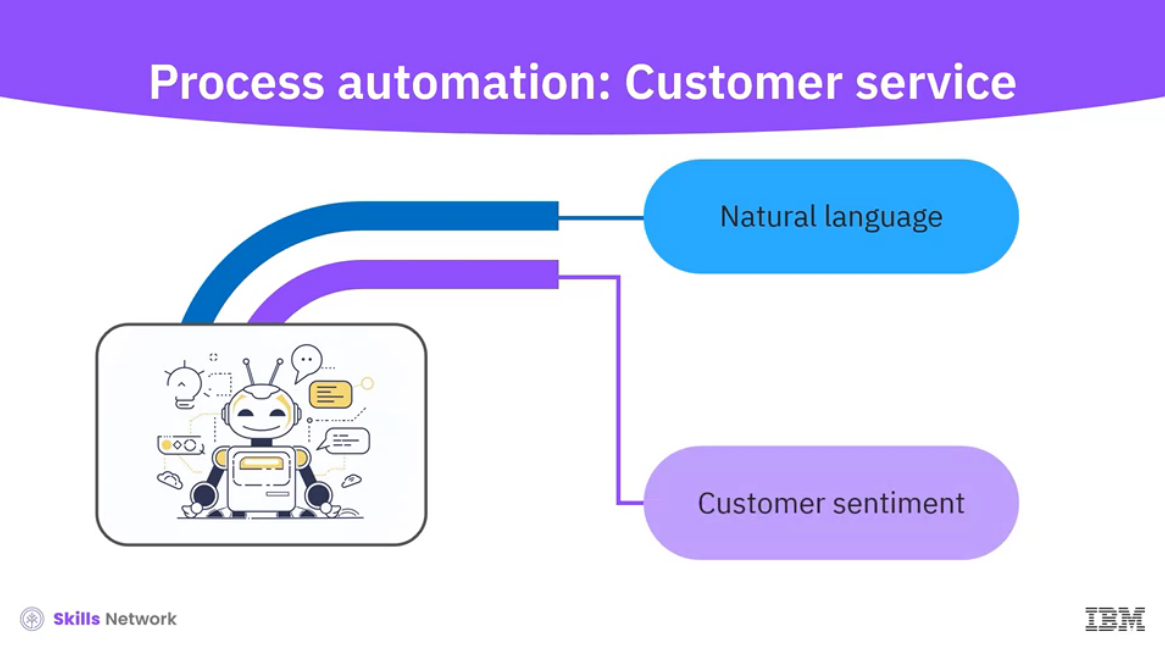 Process automation: Customer service
Natural language
Customer sentiment
Skills Network
IBM